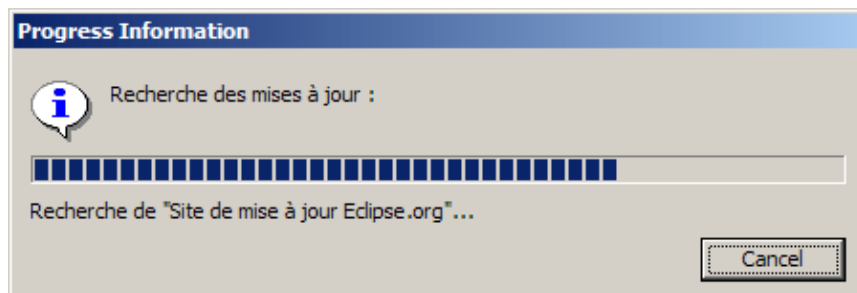 Progress Information
Recherche des mises à jour :
Recherche de "Site de mise à jour Eclipse.org"...
Cancel